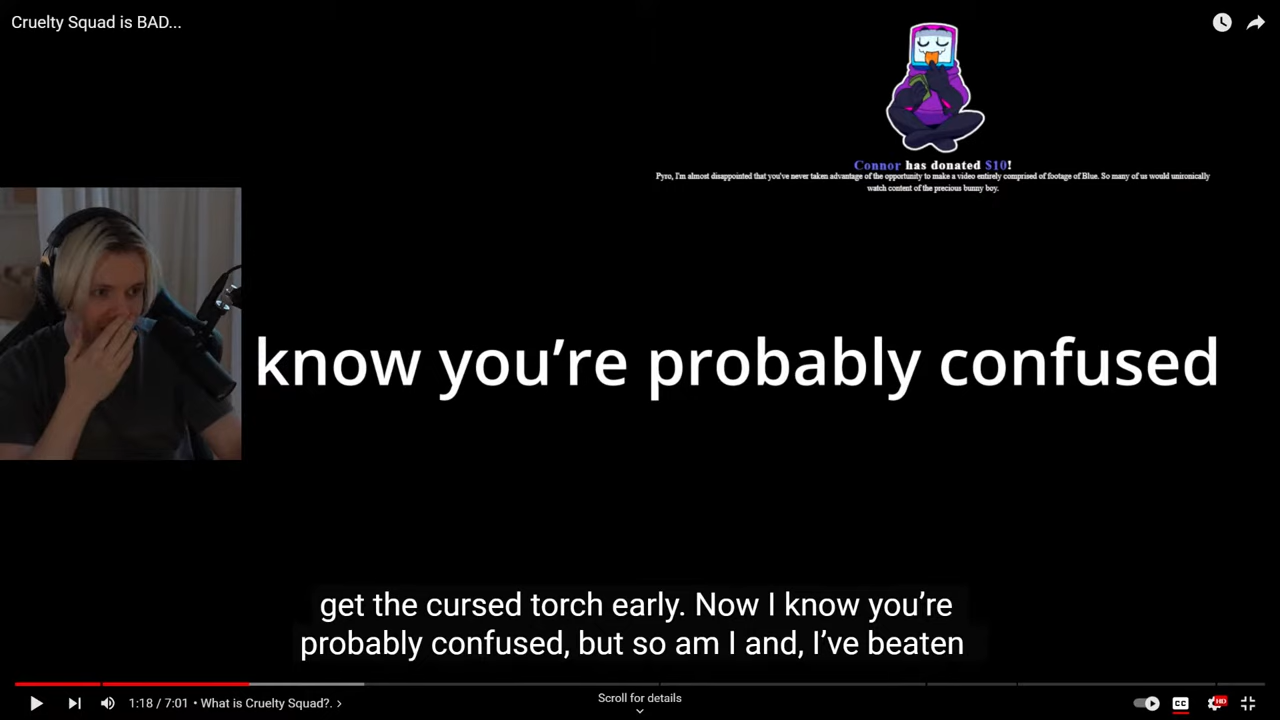 Cruelty Squad is BAD...
Connor has donated $10!
Pyro, I'm almost disappointed that you've never taken advantage of the opportunity to make a video entirely comprised of footage of Blue. So many of us would unironically
watch content of the precious bunny boy.
know you’re probably confused
get the cursed torch early. Now I know you’re
probably confused, but so am I and, I’ve beaten
Scroll for details
1:18 / 7:01 • What is Cruelty Squad?. ›
CC
HD